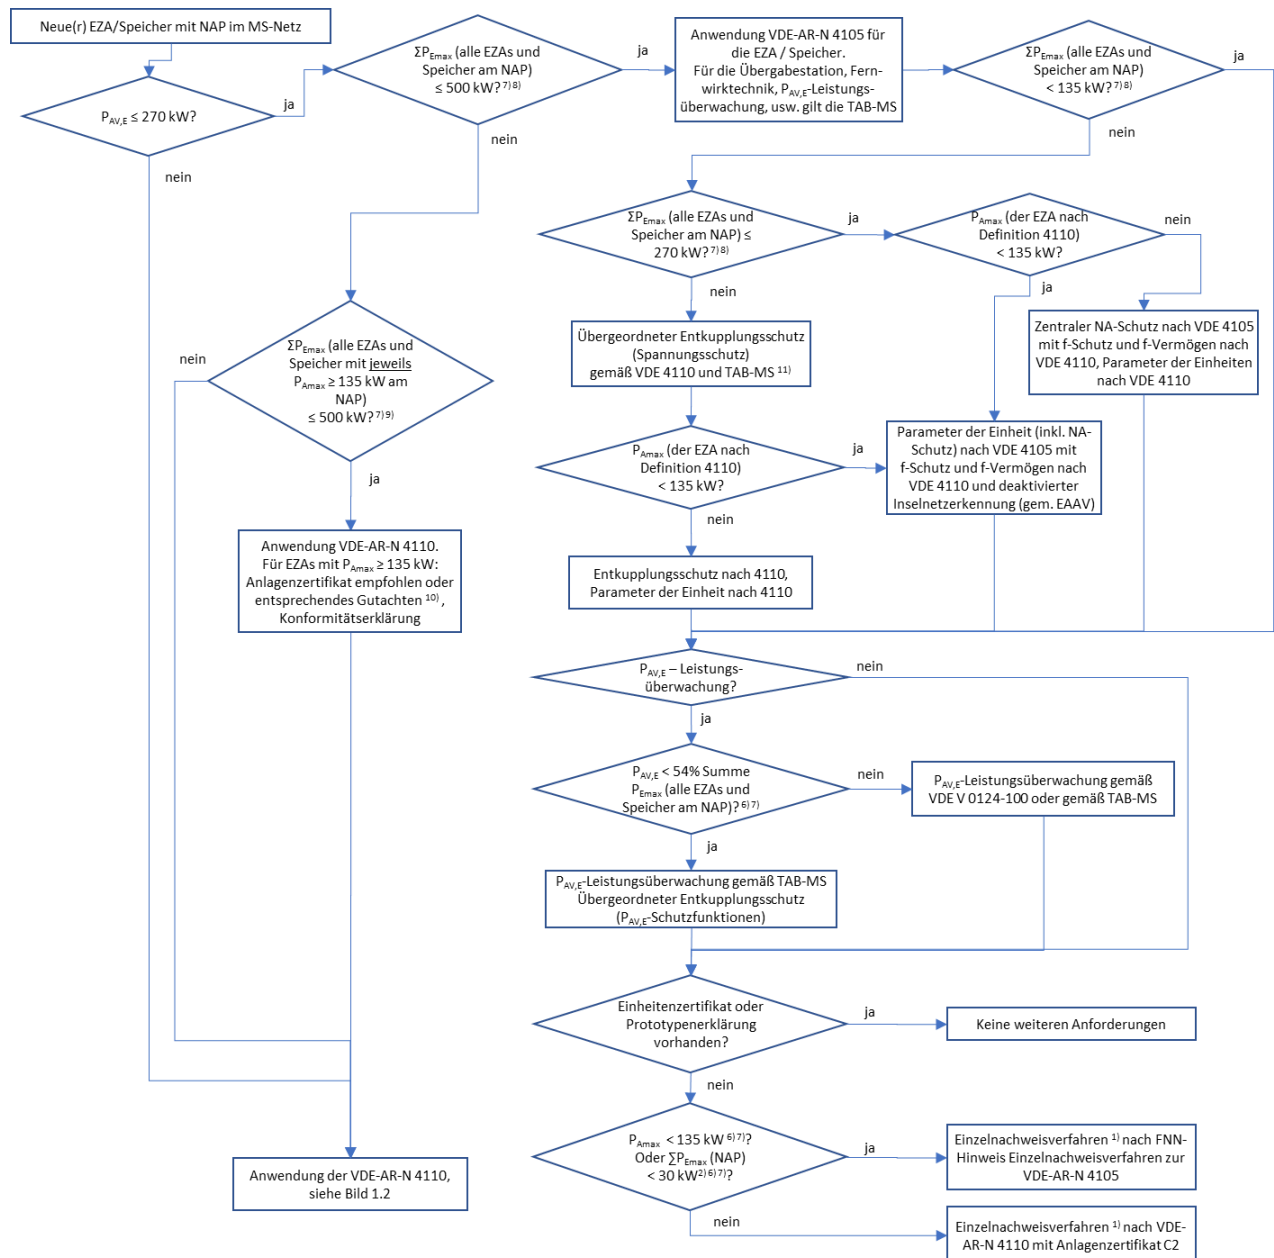 Neue(r) EZA/Speicher mit NAP im MS-Netz
P_AV,E ≤ 270 kW?
ja
nein
ΣP_Emax (alle EZAs und
Speicher am NAP)
≤ 500 kW? 7) 8)
ja
nein
Anwendung VDE-AR-N 4105 für
die EZA / Speicher.
Für die Übergabestation, Fern-
wirktechnik, P_AV,E-Leistungs-
überwachung, usw. gilt die TAB-MS
ΣP_Emax (alle EZAs und
Speicher am NAP)
< 135 kW? 7) 8)
ja
nein
ΣP_Emax (alle EZAs und
Speicher am NAP) ≤
270 kW? 7) 8)
ja
nein
P_Amax (der EZA nach
Definition 4110)
< 135 kW?
nein
ja
Zentraler NA-Schutz nach VDE 4105
mit f-Schutz und f-Vermögen nach
VDE 4110, Parameter der Einheiten
nach VDE 4110
Übergeordneter Entkupplungsschutz
(Spannungsschutz)
gemäß VDE 4110 und TAB-MS 11)
nein
ΣP_Emax (alle EZAs und
Speicher mit jeweils
P_Amax ≥ 135 kW am
NAP)
≤ 500 kW? 7) 9)
ja
P_Amax (der EZA nach
Definition 4110)
< 135 kW?
ja
nein
Parameter der Einheit (inkl. NA-
Schutz) nach VDE 4105 mit
f-Schutz und f-Vermögen nach
VDE 4110 und deaktivierter
Inselnetzerkennung (gem. EAAV)
Anwendung VDE-AR-N 4110.
Für EZAs mit P_Amax ≥ 135 kW:
Anlagenzertifikat empfohlen oder
entsprechendes Gutachten 10) ,
Konformitätserklärung
Entkupplungsschutz nach 4110,
Parameter der Einheit nach 4110
P_AV,E – Leistungs-
überwachung?
nein
ja
P_AV,E < 54% Summe
P_Emax (alle EZAs und
Speicher am NAP)? 6) 7)
nein
ja
P_AV,E-Leistungsüberwachung gemäß
VDE V 0124-100 oder gemäß TAB-MS
P_AV,E-Leistungsüberwachung gemäß TAB-MS
Übergeordneter Entkupplungsschutz
(P_AV,E-Schutzfunktionen)
Einheitenzertifikat oder
Prototypenerklärung
vorhanden?
ja
nein
Keine weiteren Anforderungen
P_Amax < 135 kW 6) 7)?
Oder ∑P_Emax (NAP)
< 30 kW 2) 6) 7)?
ja
nein
Einzelnachweisverfahren 1) nach FNN-
Hinweis Einzelnachweisverfahren zur
VDE-AR-N 4105
Anwendung der VDE-AR-N 4110,
siehe Bild 1.2
Einzelnachweisverfahren 1) nach VDE-
AR-N 4110 mit Anlagenzertifikat C2